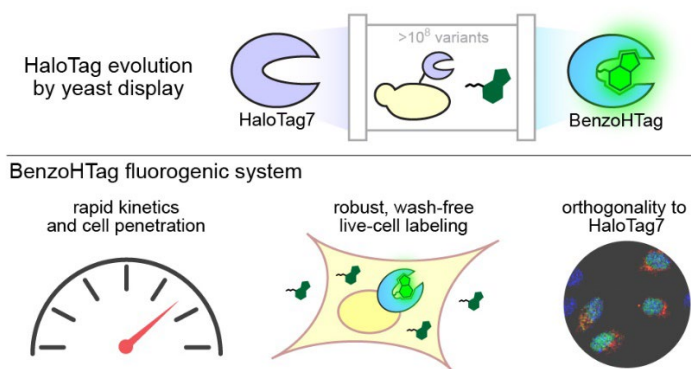 HaloTag evolution
by yeast display
HaloTag7
>10⁸ variants
BenzoHTag
BenzoHTag fluorogenic system
rapid kinetics
and cell penetration
robust, wash-free
live-cell labeling
orthogonality to
HaloTag7